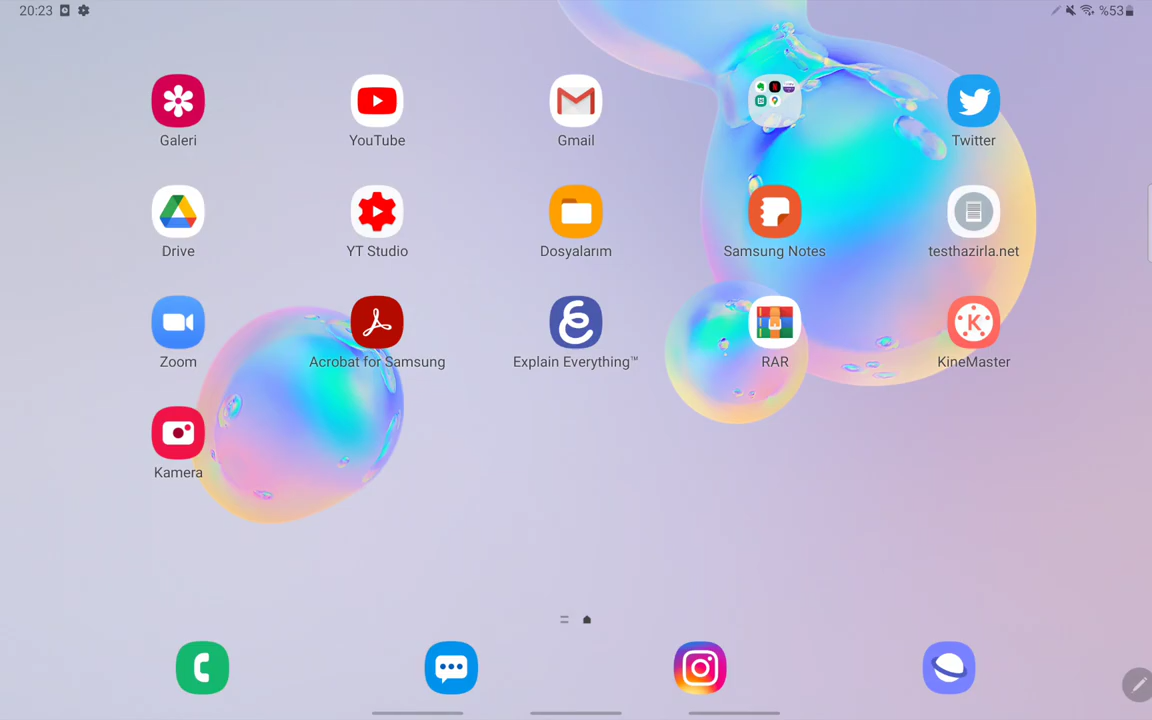 20:23
%53
Galeri
YouTube
Gmail
Twitter
Drive
YT Studio
Dosyalarım
Samsung Notes
testhazirla.net
Zoom
Acrobat for Samsung
Explain Everything™
RAR
KineMaster
Kamera